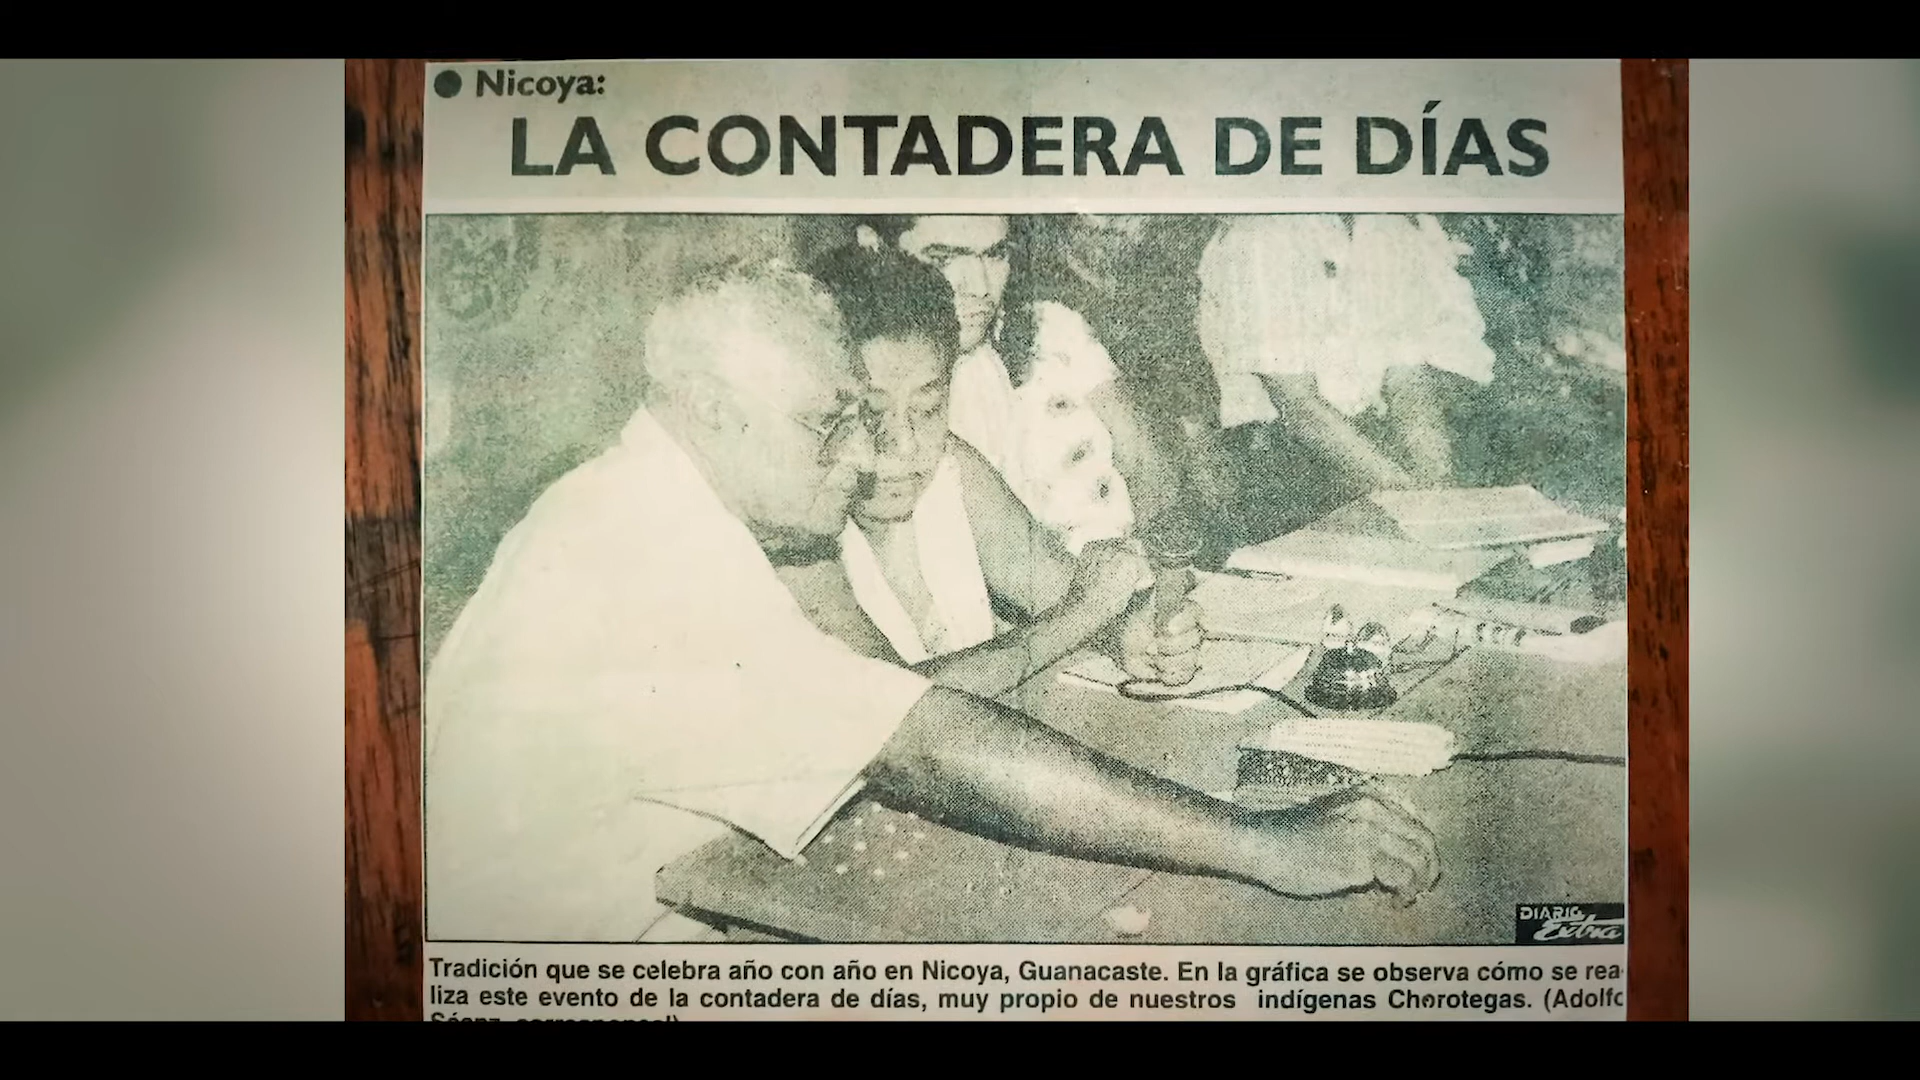 ● Nicoya:
LA CONTADERA DE DÍAS
DIARIO
Extra
Tradición que se celebra año con año en Nicoya, Guanacaste. En la gráfica se observa cómo se rea-
liza este evento de la contadera de días, muy propio de nuestros indígenas Chorotegas. (Adolfo